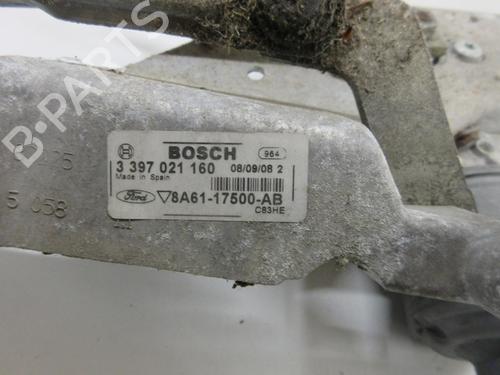 BOSCH 964
3 397 021 160 08/09/08 2
Made in Spain
Ford ▽8A61-17500-AB
C83HE
5 058